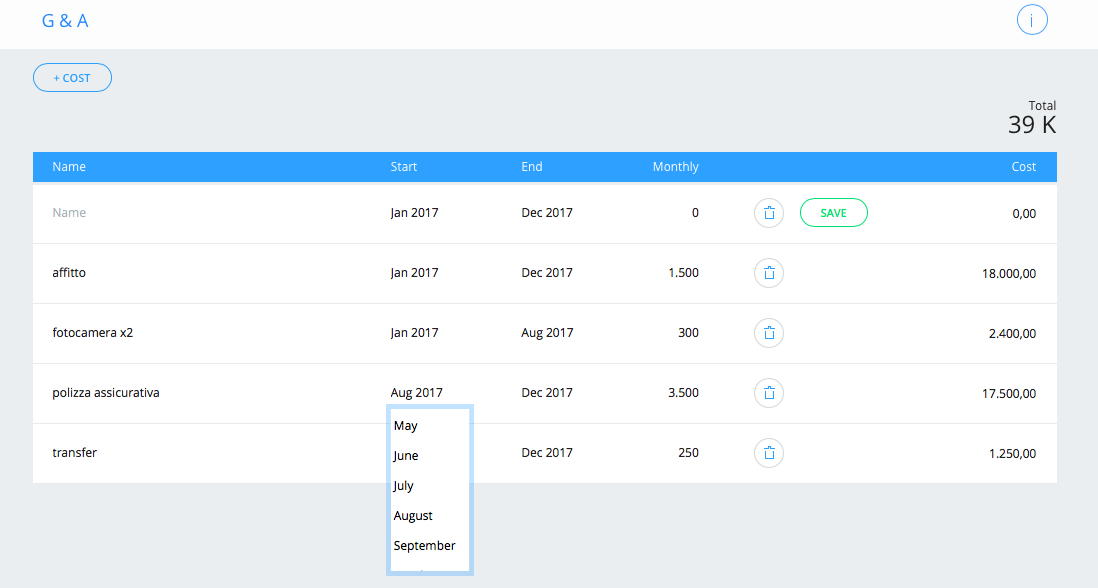 G & A
i
+ COST
Total
39 K
Name Start End Monthly Cost
Name Jan 2017 Dec 2017 0 SAVE 0,00
affitto Jan 2017 Dec 2017 1.500 18.000,00
fotocamera x2 Jan 2017 Aug 2017 300 2.400,00
polizza assicurativa Aug 2017 Dec 2017 3.500 17.500,00
transfer Dec 2017 250 1.250,00
May
June
July
August
September